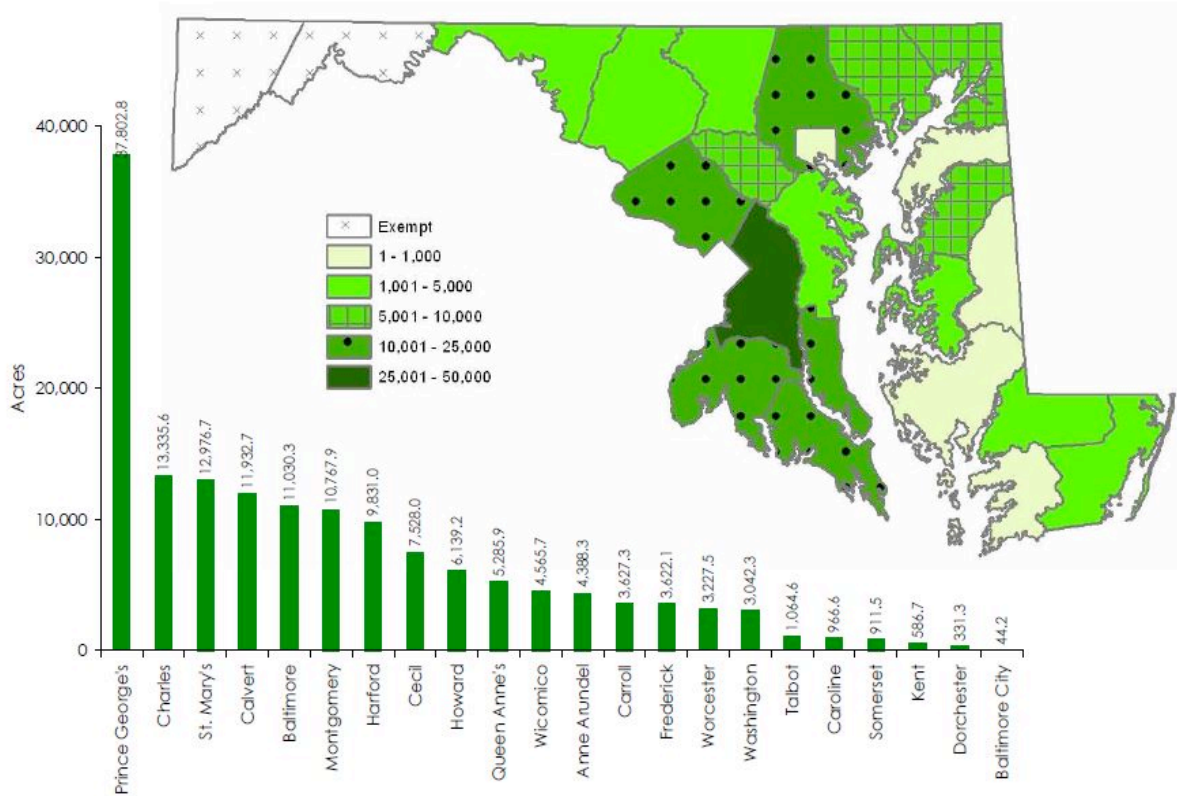 Acres
40,000
30,000
20,000
10,000
0
37,802.8
13,335.6
12,976.7
11,932.7
11,030.3
10,767.9
9,831.0
7,528.0
6,139.2
5,285.9
4,565.7
4,388.3
3,627.3
3,622.1
3,227.5
3,042.3
1,064.6
966.6
911.5
586.7
331.3
44.2
Prince George's
Charles
St. Mary's
Calvert
Baltimore
Montgomery
Harford
Cecil
Howard
Queen Anne's
Wicomico
Anne Arundel
Carroll
Frederick
Worcester
Washington
Talbot
Caroline
Somerset
Kent
Dorchester
Baltimore City
Exempt
1 - 1,000
1,001 - 5,000
5,001 - 10,000
10,001 - 25,000
25,001 - 50,000